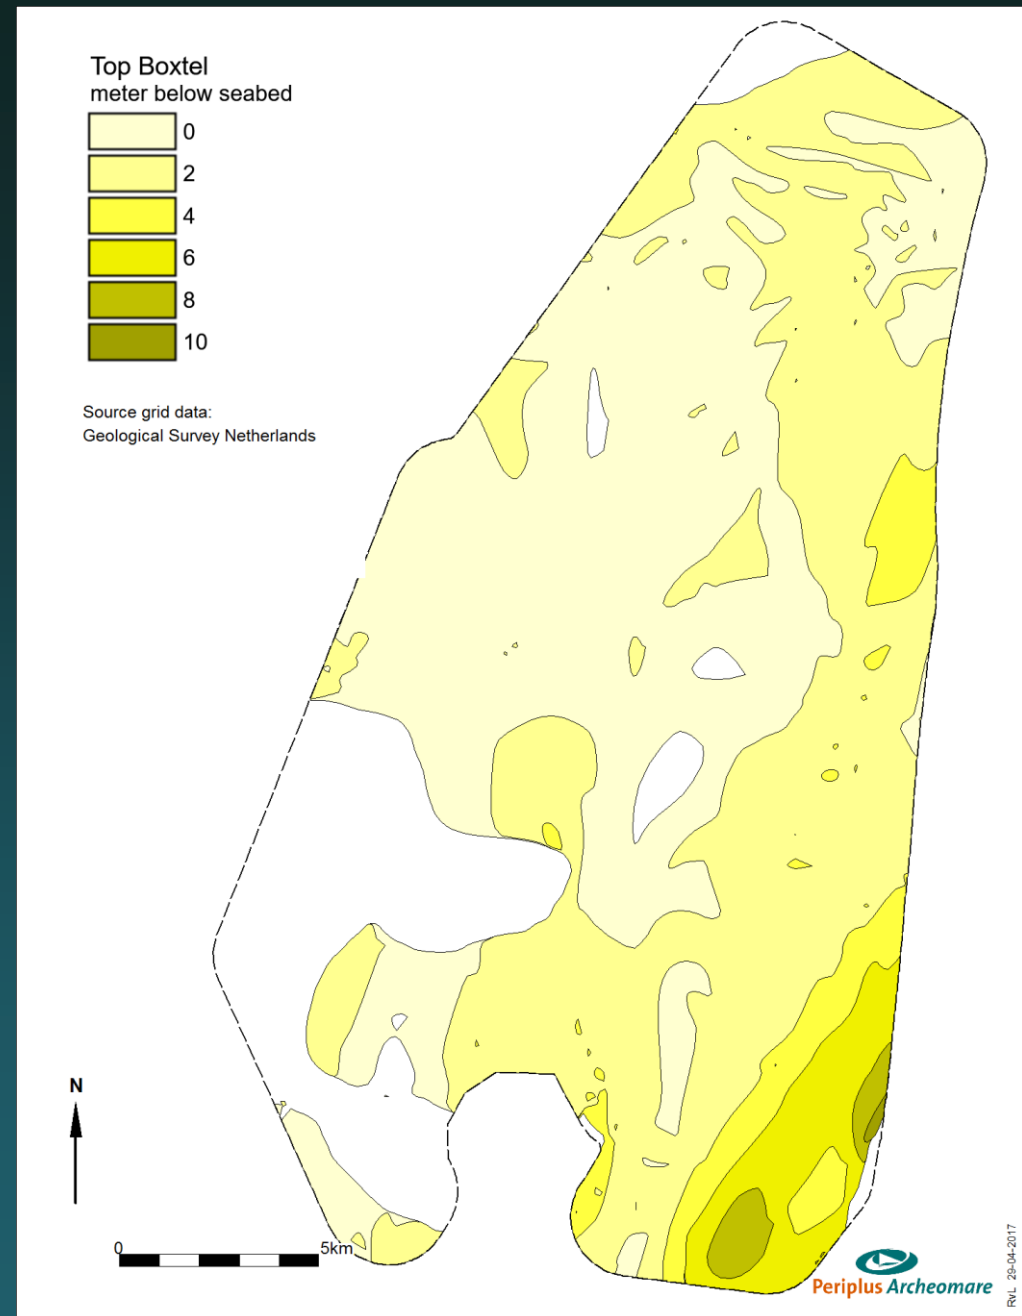 Top Boxtel
meter below seabed
0
2
4
6
8
10
Source grid data:
Geological Survey Netherlands
N
0
5km
Periplus Archeomare
RvL 29-04-2017